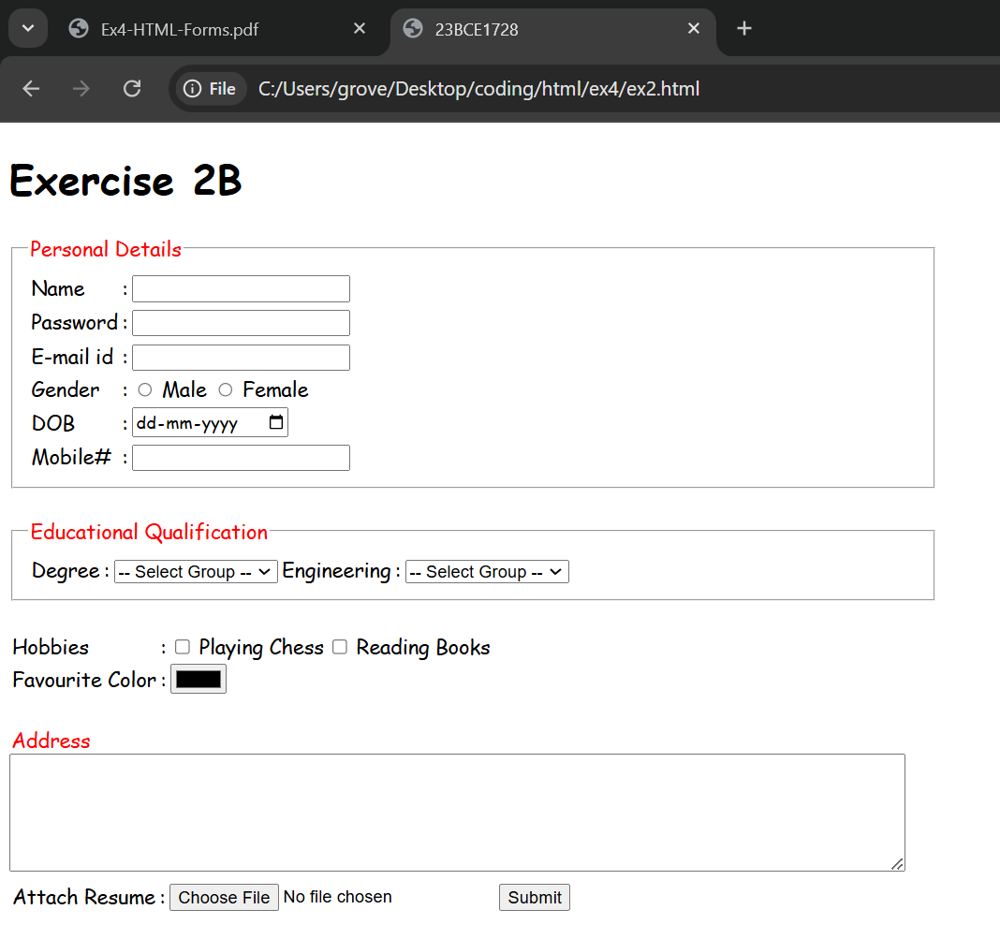 Ex4-HTML-Forms.pdf 23BCE1728
File C:/Users/grove/Desktop/coding/html/ex4/ex2.html
Exercise 2B
Personal Details
Name :
Password :
E-mail id :
Gender : Male Female
DOB : dd-mm-yyyy
Mobile# :
Educational Qualification
Degree : -- Select Group -- Engineering : -- Select Group --
Hobbies : Playing Chess Reading Books
Favourite Color :
Address
Attach Resume : Choose File No file chosen Submit